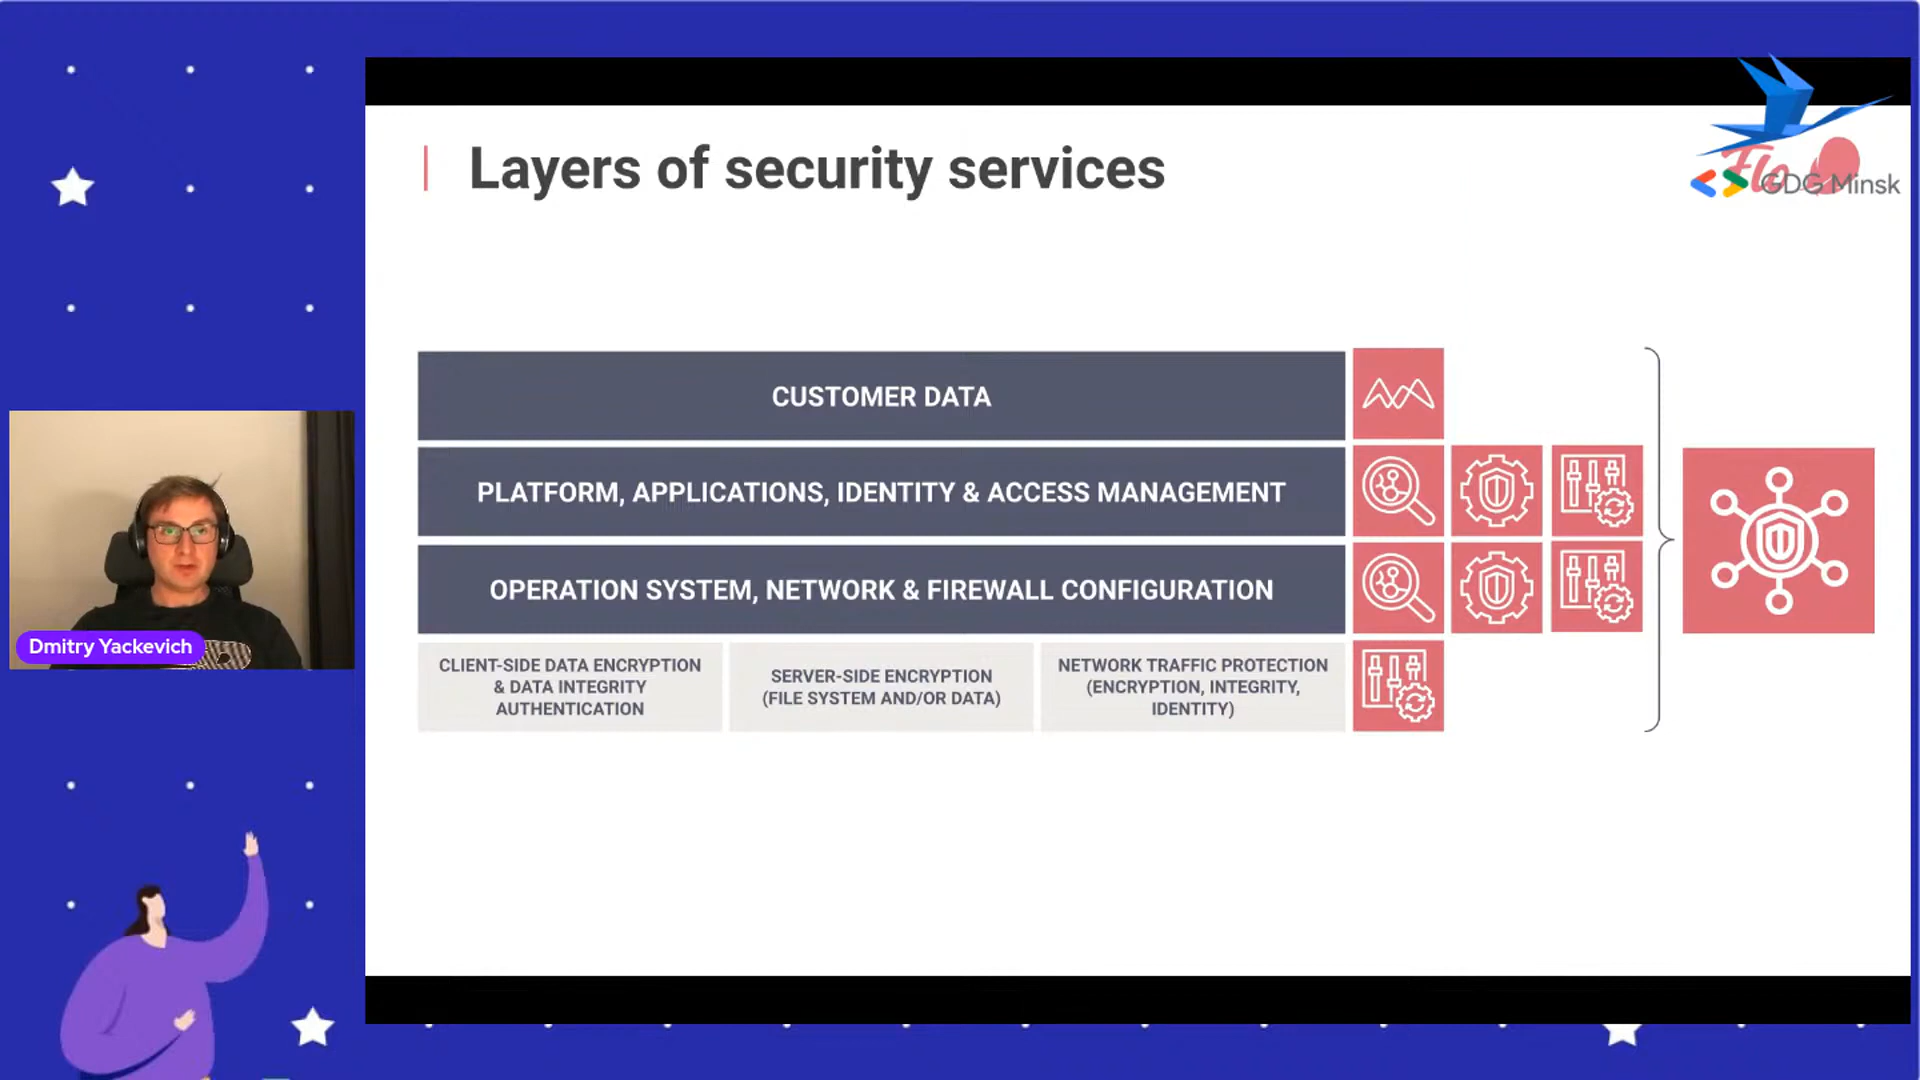 Layers of security services
Flo
GDG Minsk
CUSTOMER DATA
PLATFORM, APPLICATIONS, IDENTITY & ACCESS MANAGEMENT
OPERATION SYSTEM, NETWORK & FIREWALL CONFIGURATION
CLIENT-SIDE DATA ENCRYPTION
& DATA INTEGRITY
AUTHENTICATION
SERVER-SIDE ENCRYPTION
(FILE SYSTEM AND/OR DATA)
NETWORK TRAFFIC PROTECTION
(ENCRYPTION, INTEGRITY,
IDENTITY)
Dmitry Yackevich